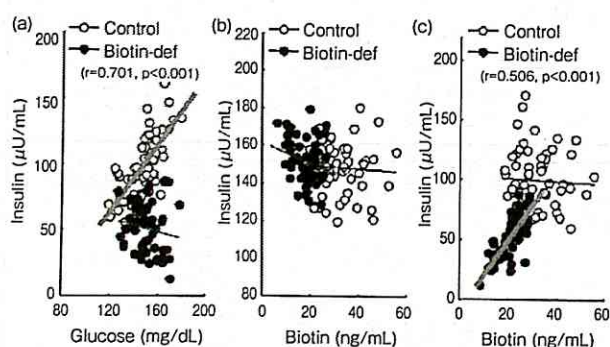 (a)
Control
Biotin-def
(r=0.701, p<0.001)
Insulin (μU/mL)
200
150
100
50
0
80
120
160
200
Glucose (mg/dL)
(b)
Control
Biotin-def
Insulin (μU/mL)
220
200
180
160
140
120
100
80
0
20
40
60
Biotin (ng/mL)
(c)
Control
Biotin-def
(r=0.506, p<0.001)
Insulin (μU/mL)
200
150
100
50
0
0
20
40
60
Biotin (ng/mL)